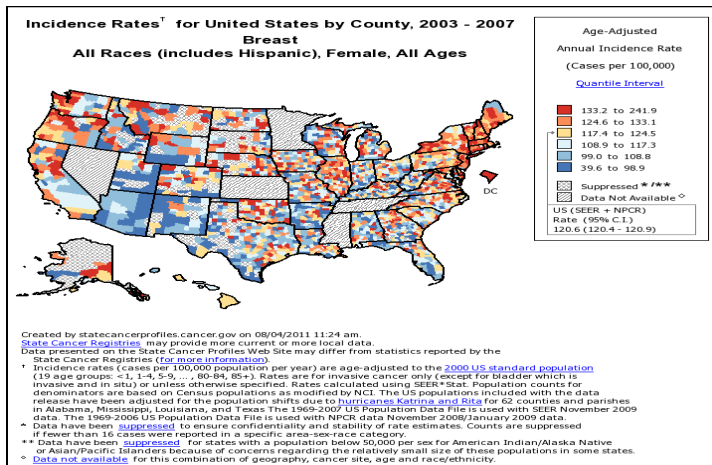 Incidence Rates† for United States by County, 2003 - 2007
Breast
All Races (includes Hispanic), Female, All Ages
Age-Adjusted
Annual Incidence Rate
(Cases per 100,000)
Quantile Interval
133.2 to 241.9
124.6 to 133.1
117.4 to 124.5
108.9 to 117.3
99.0 to 108.8
39.6 to 98.9
Suppressed */**
Data Not Available ◇
US (SEER + NPCR)
Rate (95% C.I.)
120.6 (120.4 - 120.9)
DC
Created by statecancerprofiles.cancer.gov on 08/04/2011 11:24 am.
State Cancer Registries may provide more current or more local data.
Data presented on the State Cancer Profiles Web Site may differ from statistics reported by the
State Cancer Registries (for more information).
† Incidence rates (cases per 100,000 population per year) are age-adjusted to the 2000 US standard population
(19 age groups: <1, 1-4, 5-9, ... , 80-84, 85+). Rates are for invasive cancer only (except for bladder which is
invasive and in situ) or unless otherwise specified. Rates calculated using SEER*Stat. Population counts for
denominators are based on Census populations as modified by NCI. The US populations included with the data
release have been adjusted for the population shifts due to hurricanes Katrina and Rita for 62 counties and parishes
in Alabama, Mississippi, Louisiana, and Texas The 1969-2007 US Population Data File is used with SEER November 2009
data. The 1969-2006 US Population Data File is used with NPCR data November 2008/January 2009 data.
* Data have been suppressed to ensure confidentiality and stability of rate estimates. Counts are suppressed
if fewer than 16 cases were reported in a specific area-sex-race category.
** Data have been suppressed for states with a population below 50,000 per sex for American Indian/Alaska Native
or Asian/Pacific Islanders because of concerns regarding the relatively small size of these populations in some states.
◇ Data not available for this combination of geography, cancer site, age and race/ethnicity.